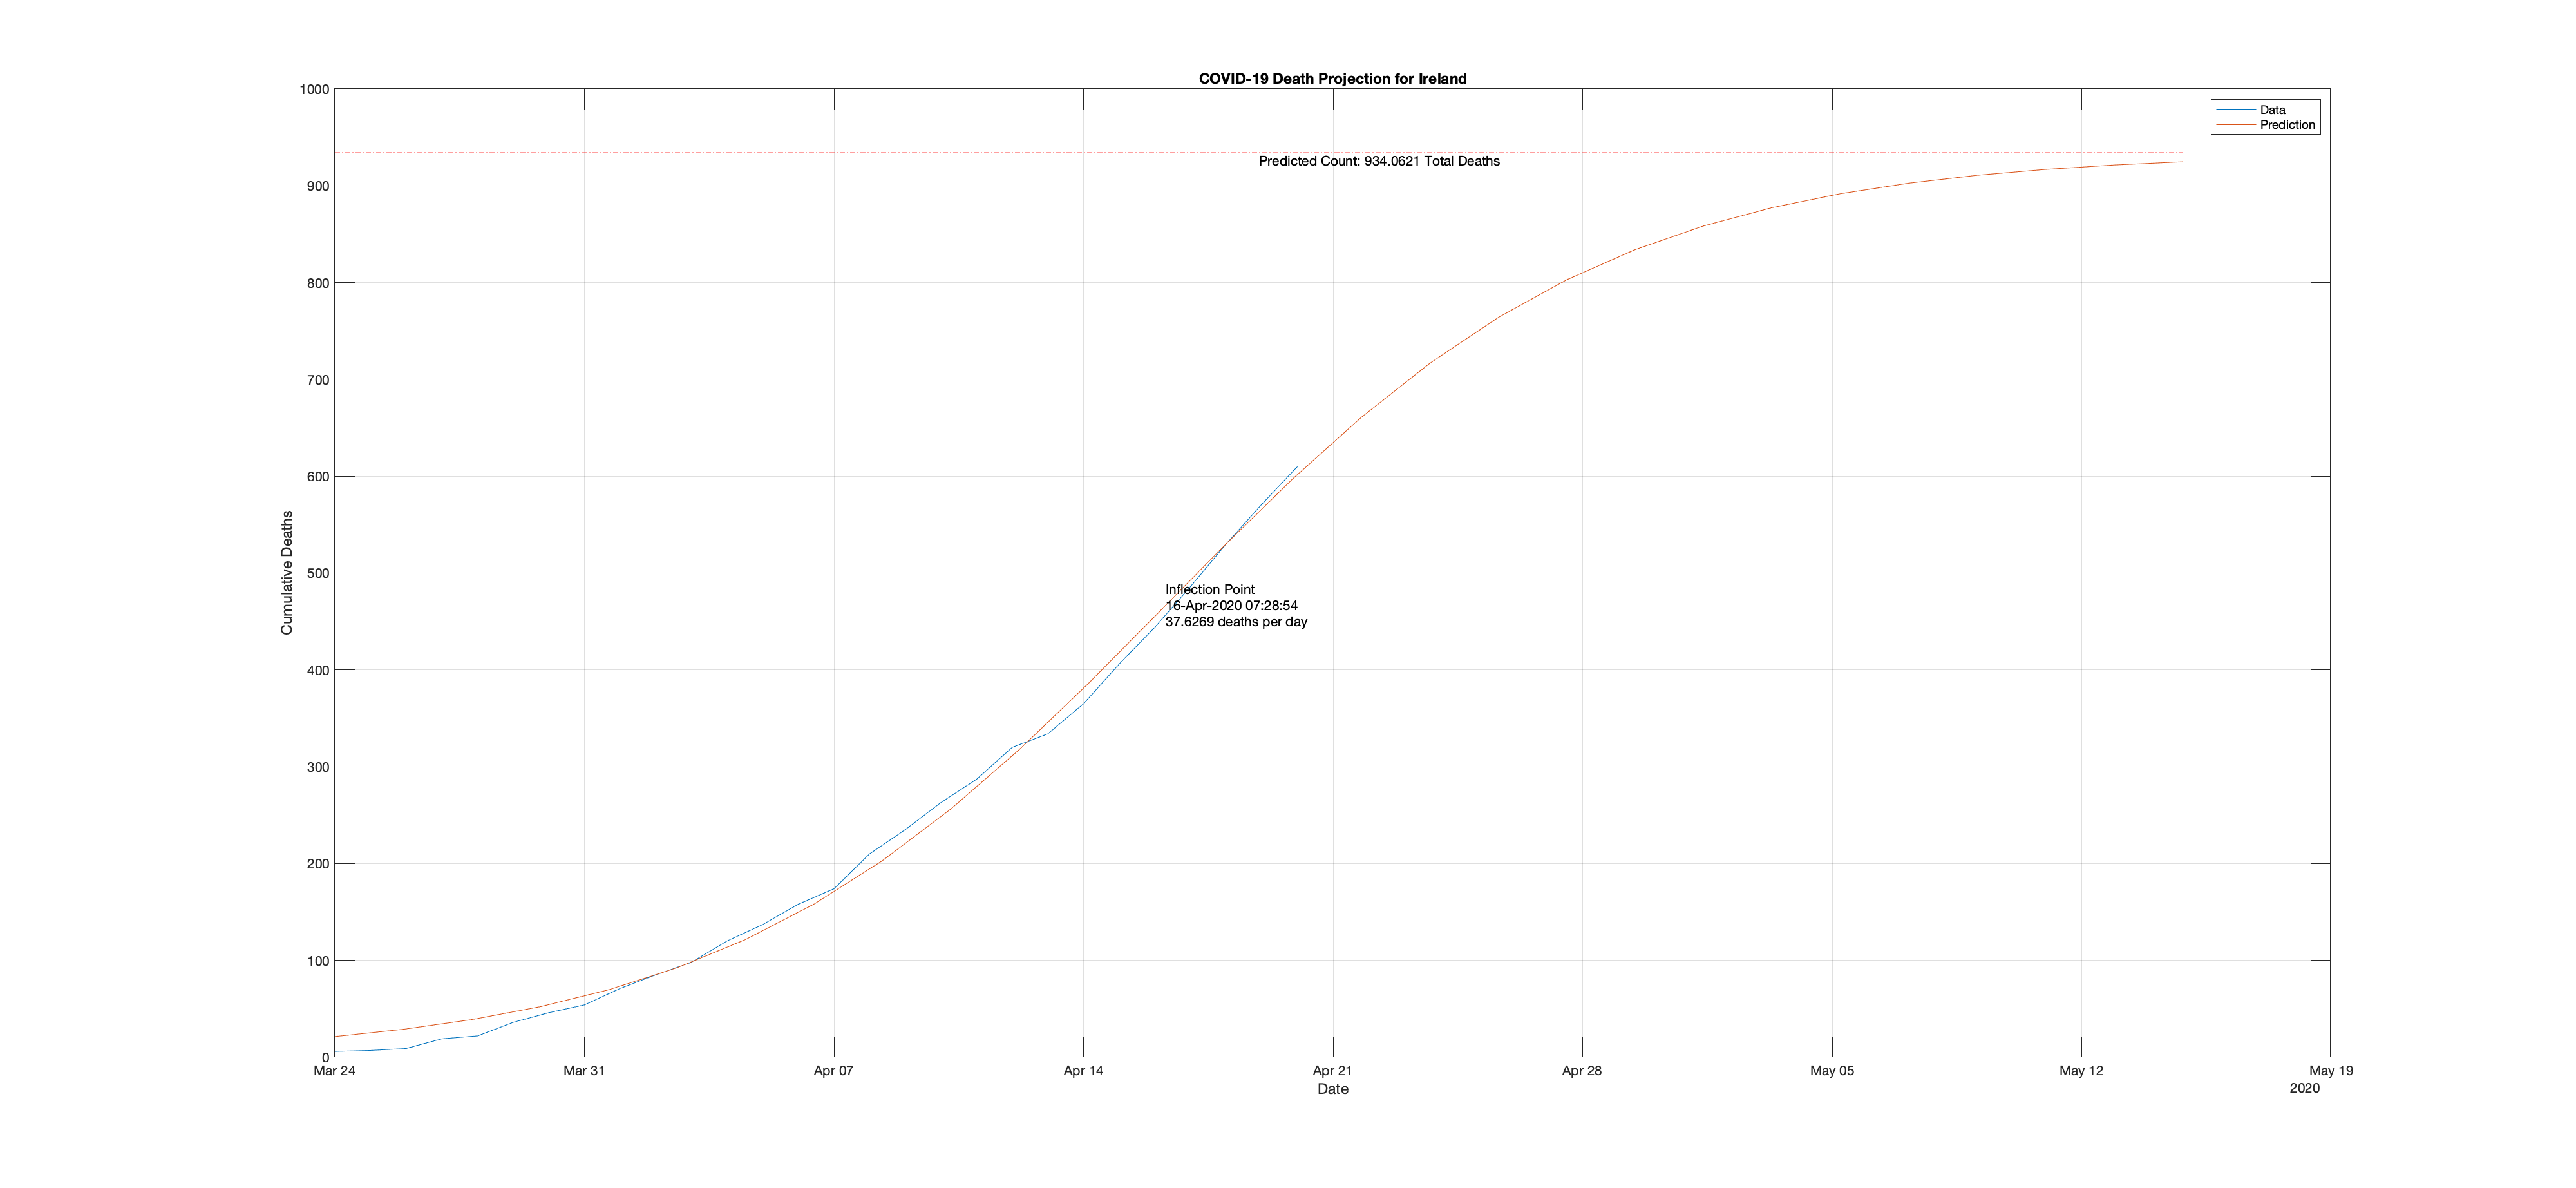 COVID-19 Death Projection for Ireland
1000
900
800
700
600
500
400
300
200
100
0
Cumulative Deaths
Data
Prediction
Predicted Count: 934.0621 Total Deaths
Inflection Point
16-Apr-2020 07:28:54
37.6269 deaths per day
Mar 24 Mar 31 Apr 07 Apr 14 Apr 21 Apr 28 May 05 May 12 May 19
Date
2020